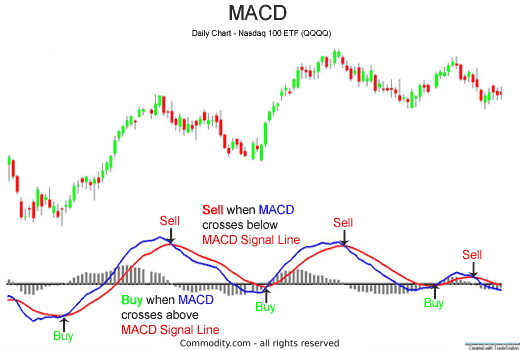 MACD
Daily Chart - Nasdaq 100 ETF (QQQQ)
Sell
Sell when MACD
crosses below
MACD Signal Line
Sell
Sell
Buy
Buy when MACD
crosses above
MACD Signal Line
Buy
Buy
Commodity.com - all rights reserved
Created with TradeStation